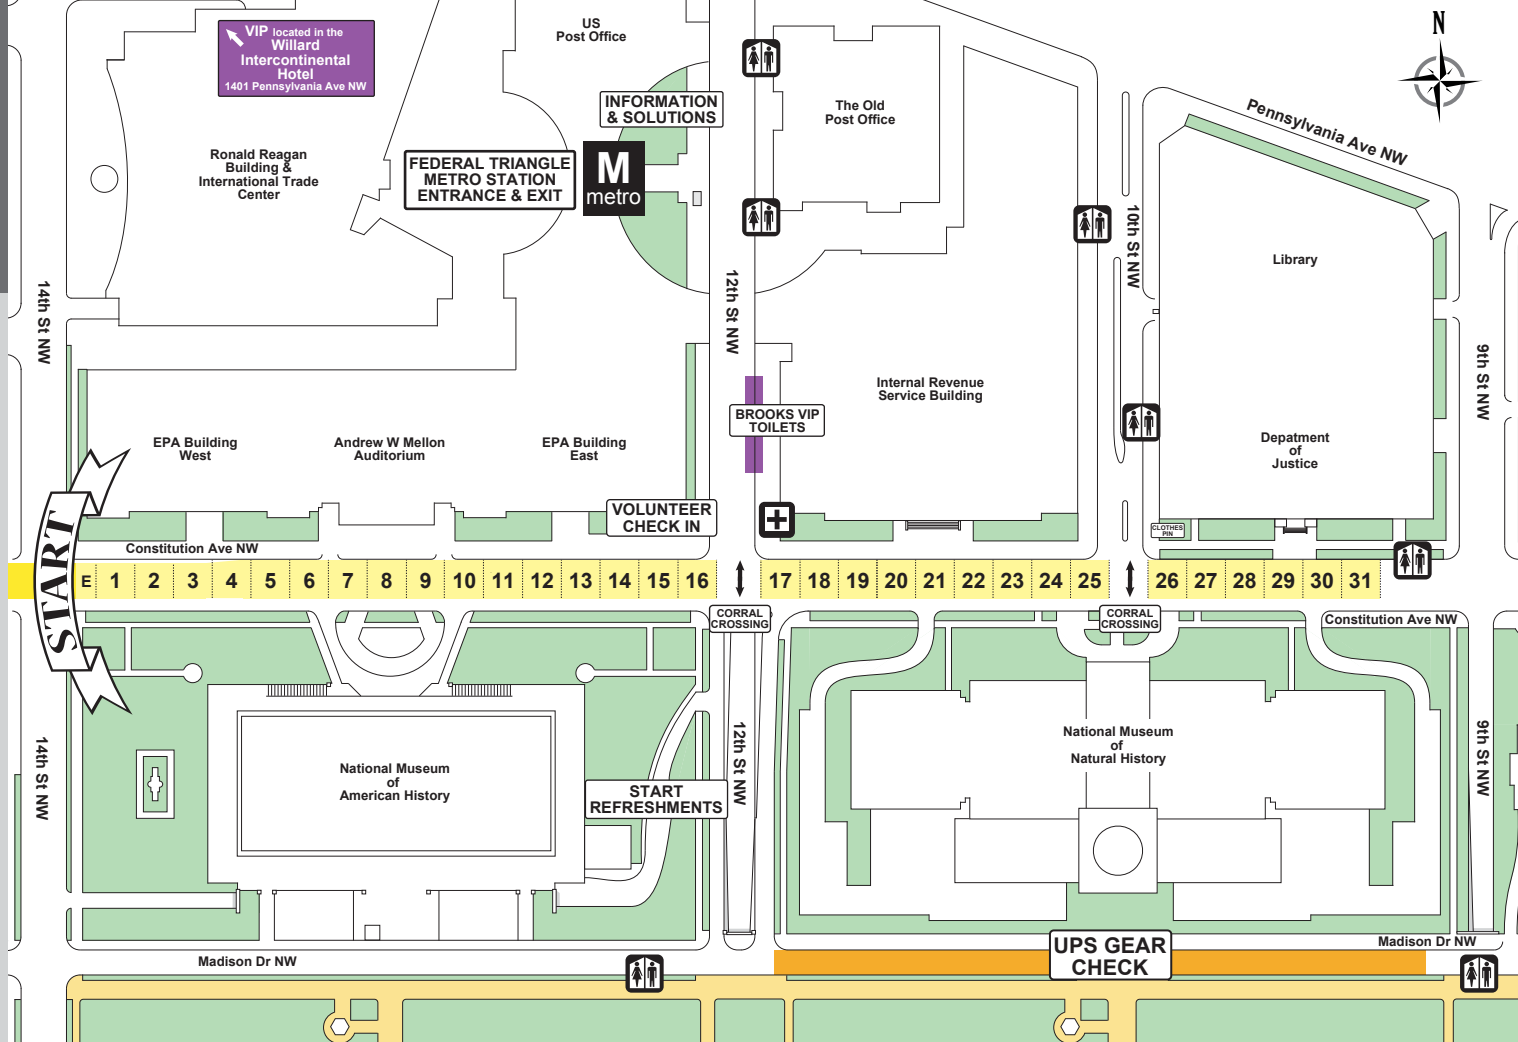 VIP located in the
Willard
Intercontinental
Hotel
1401 Pennsylvania Ave NW
US
Post Office
N
INFORMATION
& SOLUTIONS
The Old
Post Office
Pennsylvania Ave NW
Ronald Reagan
Building &
International Trade
Center
FEDERAL TRIANGLE
METRO STATION
ENTRANCE & EXIT
M
metro
10th St NW
Library
14th St NW
12th St NW
9th St NW
Internal Revenue
Service Building
BROOKS VIP
TOILETS
EPA Building
West
Andrew W Mellon
Auditorium
EPA Building
East
Depatment
of
Justice
VOLUNTEER
CHECK IN
CLOTHES
PIN
Constitution Ave NW
START
E 1 2 3 4 5 6 7 8 9 10 11 12 13 14 15 16 17 18 19 20 21 22 23 24 25 26 27 28 29 30 31
CORRAL
CROSSING
CORRAL
CROSSING
Constitution Ave NW
14th St NW
12th St NW
9th St NW
National Museum
of
American History
National Museum
of
Natural History
START
REFRESHMENTS
UPS GEAR
CHECK
Madison Dr NW
Madison Dr NW